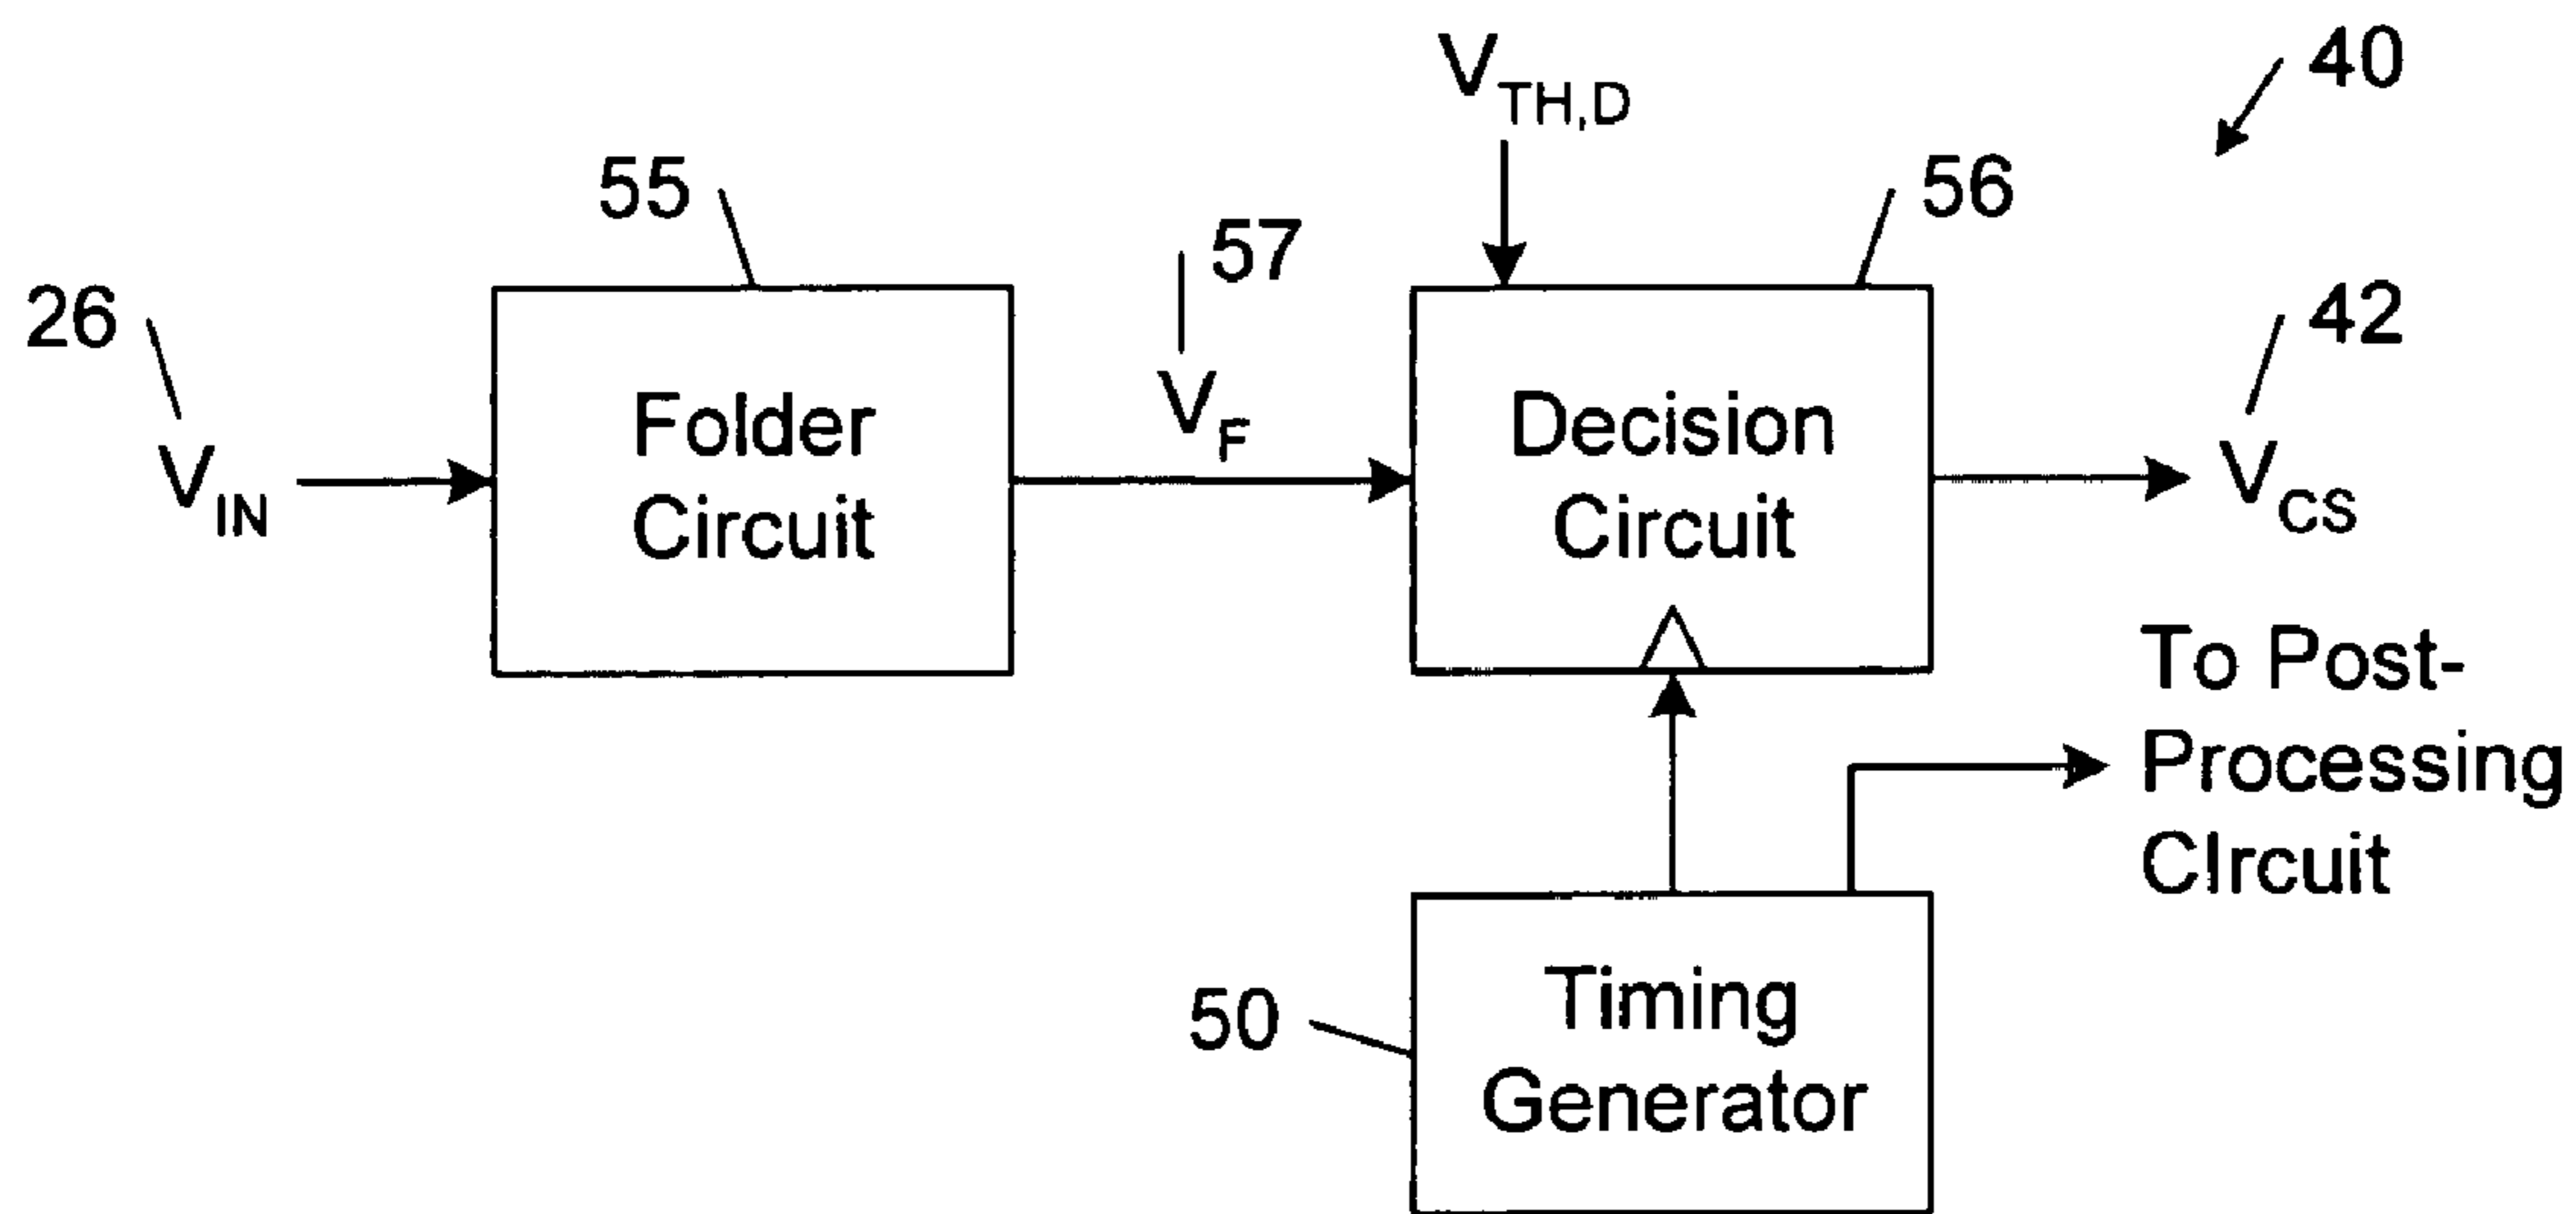 V_TH,D
40
55
56
57
26
42
V_F
Folder
Circuit
Decision
Circuit
V_IN
V_CS
To Post-
Processing
CIrcuit
50
Timing
Generator